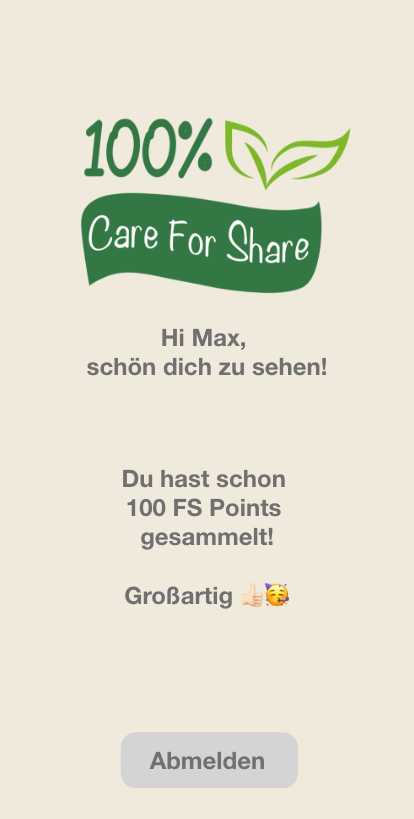 100%
Care For Share
Hi Max,
schön dich zu sehen!
Du hast schon
100 FS Points
gesammelt!
Großartig 👍🏻🥳
Abmelden